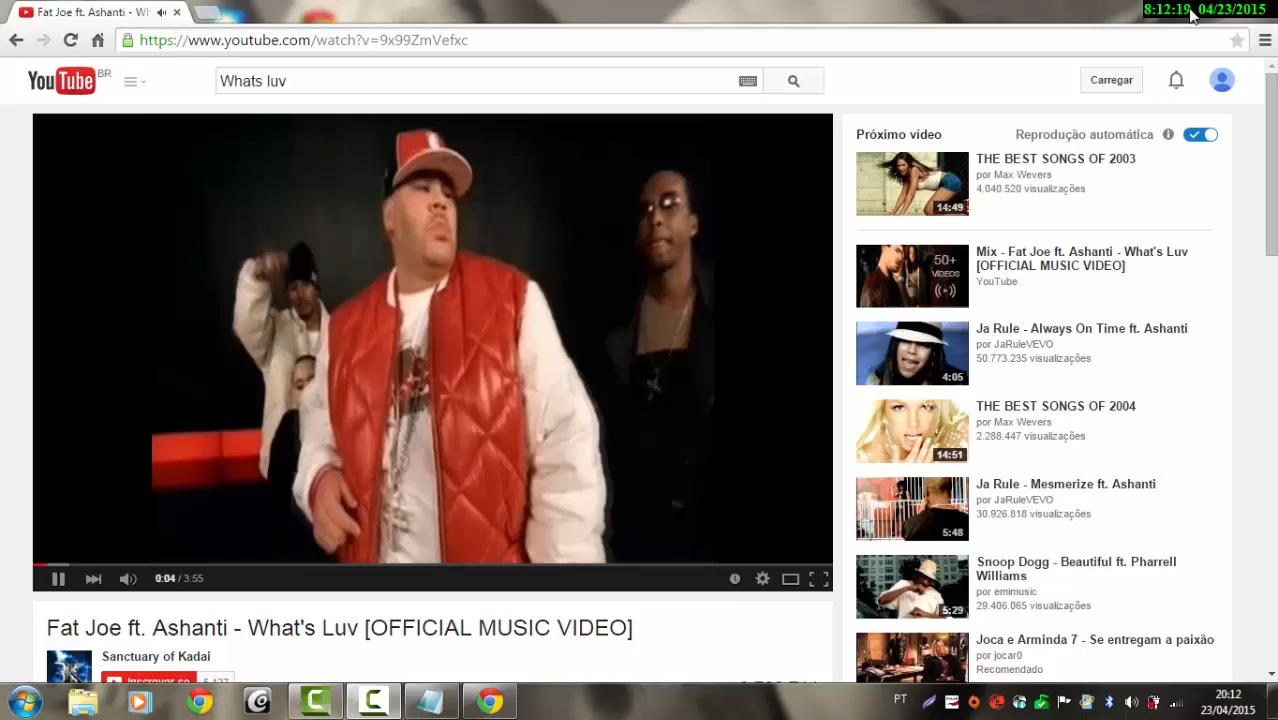 Fat Joe ft. Ashanti - Wh
8:12:19 04/23/2015
https://www.youtube.com/watch?v=9x99ZmVefxc
YouTube BR
Whats luv
Carregar
Próximo vídeo
Reprodução automática
THE BEST SONGS OF 2003
por Max Wevers
4.040.520 visualizações
14:49
Mix - Fat Joe ft. Ashanti - What's Luv
[OFFICIAL MUSIC VIDEO]
YouTube
50+
VÍDEOS
Ja Rule - Always On Time ft. Ashanti
por JaRuleVEVO
50.773.235 visualizações
4:05
THE BEST SONGS OF 2004
por Max Wevers
2.288.447 visualizações
14:51
Ja Rule - Mesmerize ft. Ashanti
por JaRuleVEVO
30.926.818 visualizações
5:48
Snoop Dogg - Beautiful ft. Pharrell
Williams
por emimusic
29.406.065 visualizações
5:29
Joca e Arminda 7 - Se entregam a paixão
por jocar0
Recomendado
0:04 / 3:55
Fat Joe ft. Ashanti - What's Luv [OFFICIAL MUSIC VIDEO]
Sanctuary of Kadai
Inscrever-se
PT
20:12
23/04/2015